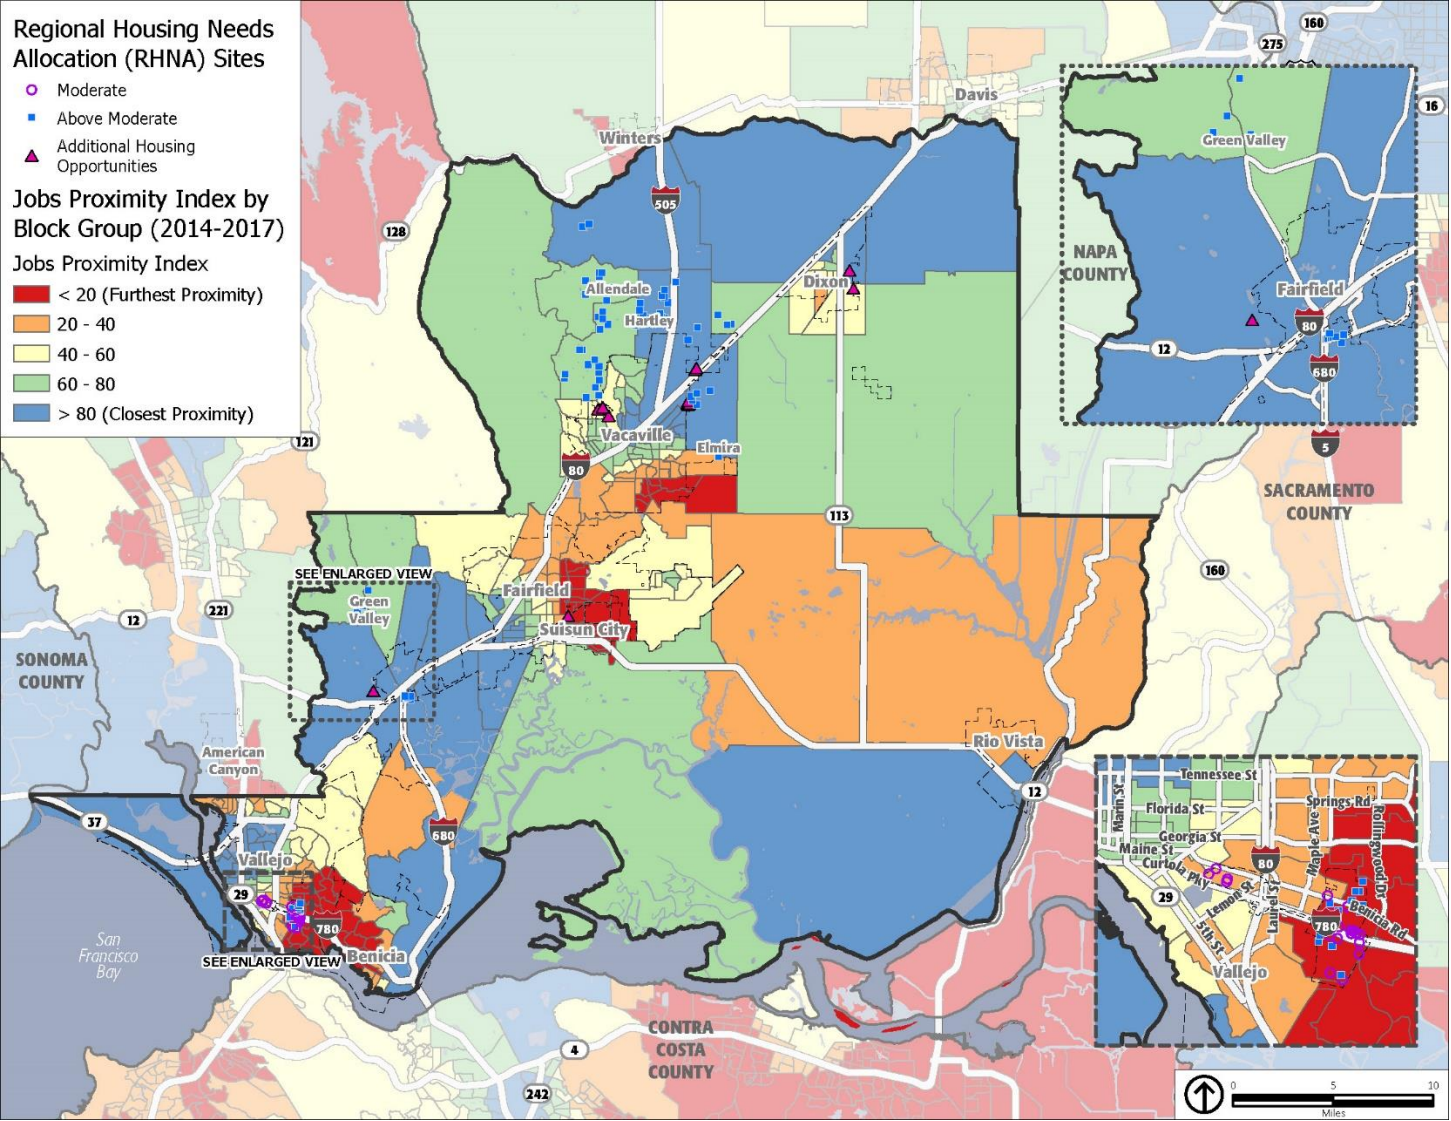 Regional Housing Needs
Allocation (RHNA) Sites
Moderate
Above Moderate
Additional Housing
Opportunities
Jobs Proximity Index by
Block Group (2014-2017)
Jobs Proximity Index
< 20 (Furthest Proximity)
20 - 40
40 - 60
60 - 80
> 80 (Closest Proximity)
160
275
Davis
16
Winters
505
128
Green Valley
NAPA
COUNTY
Fairfield
80
12
680
Dixon
Allendale
Hartley
121
Vacaville
Elmira
80
5
SACRAMENTO
COUNTY
113
SEE ENLARGED VIEW
Fairfield
160
Green
Valley
221
12
Suisun City
SONOMA
COUNTY
American
Canyon
Rio Vista
12
37
680
Vallejo
29
780
SEE ENLARGED VIEW
Benicia
San
Francisco
Bay
Tennessee St
Marin St
Florida St
Springs Rd
Georgia St
Maple Ave
Rollingwood Dr
Maine St
Curtola Pky
80
29
Lemon St
Laurel St
5th St
Benicia Rd
780
Vallejo
CONTRA
COSTA
COUNTY
4
242
0 5 10
Miles